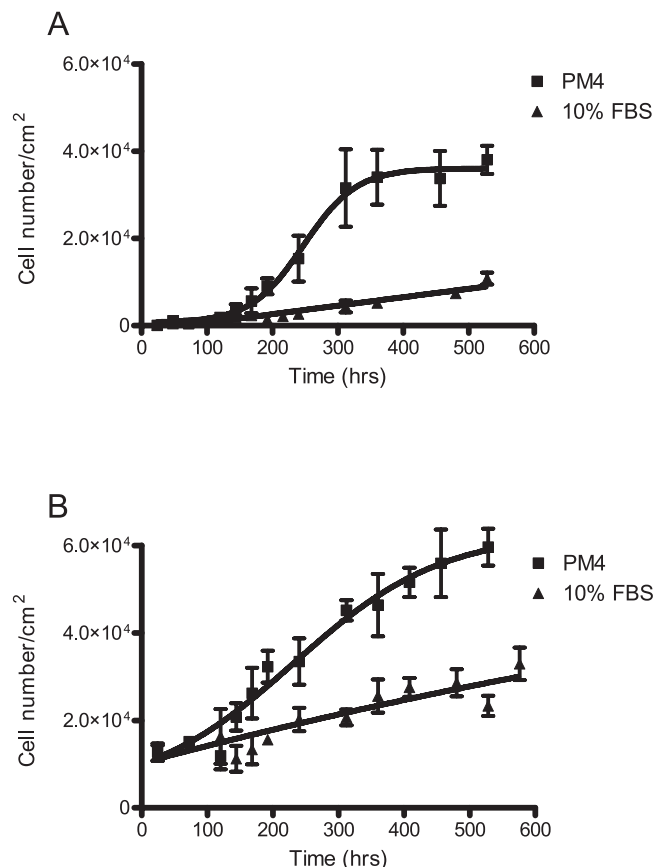 A
6.0×10⁴
4.0×10⁴
2.0×10⁴
0
Cell number/cm²
0 100 200 300 400 500 600
Time (hrs)
PM4
10% FBS
B
6.0×10⁴
4.0×10⁴
2.0×10⁴
0
Cell number/cm²
0 100 200 300 400 500 600
Time (hrs)
PM4
10% FBS